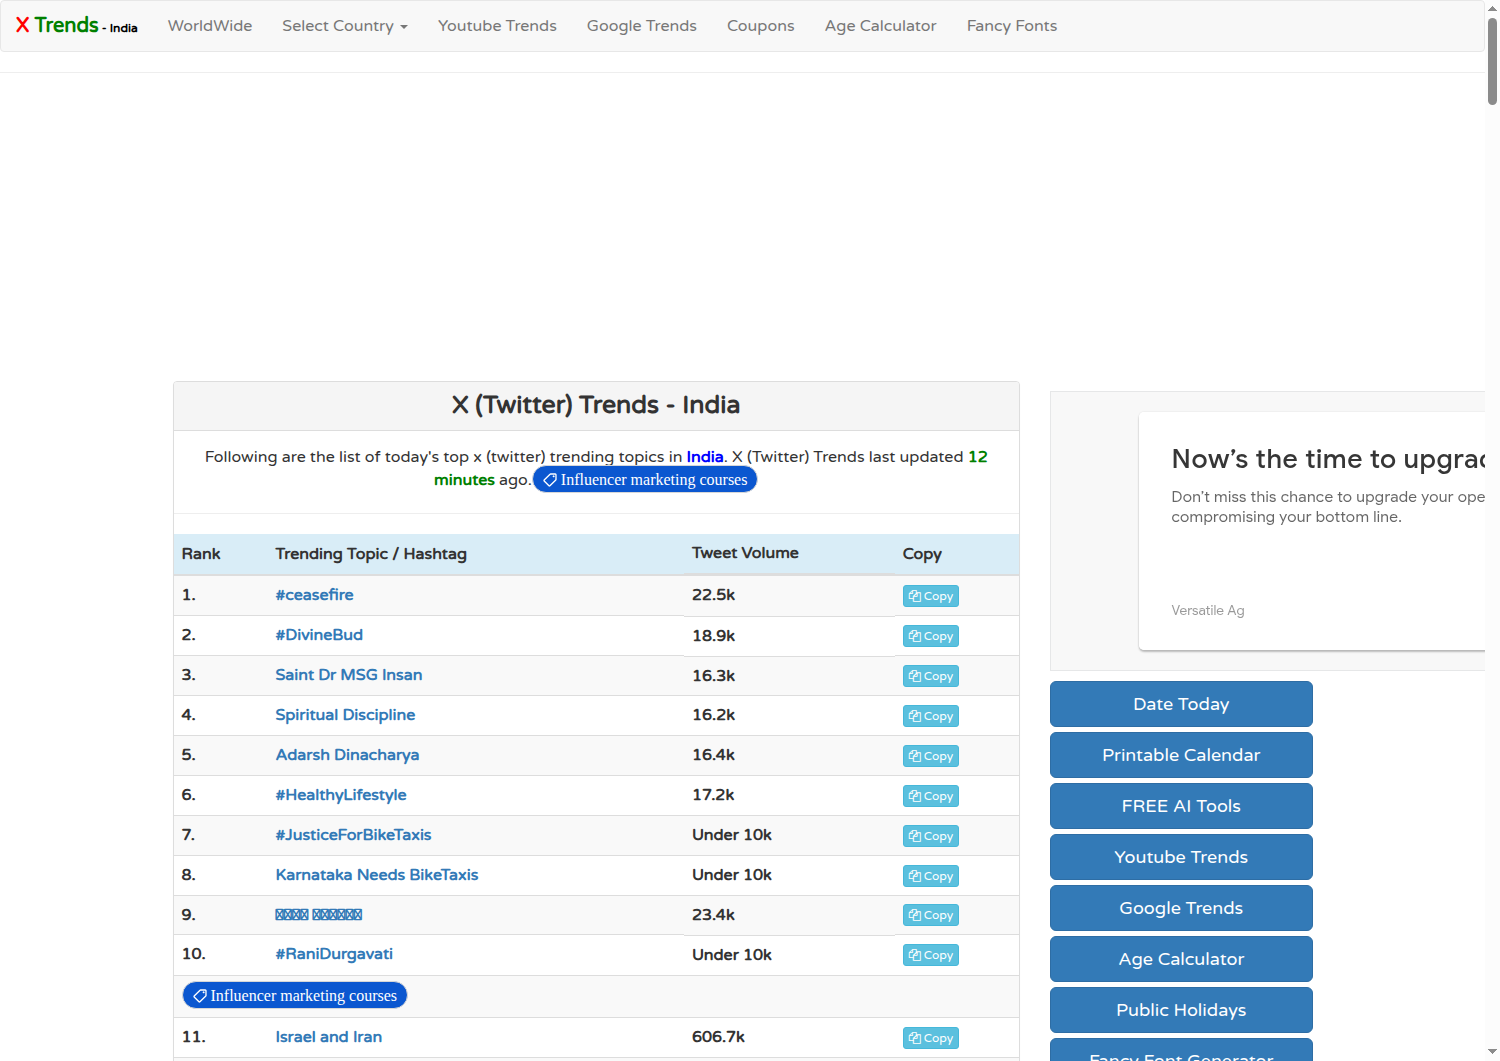 X Trends - India WorldWide Select Country Youtube Trends Google Trends Coupons Age Calculator Fancy Fonts
X (Twitter) Trends - India
Following are the list of today's top x (twitter) trending topics in India. X (Twitter) Trends last updated 12
minutes ago. Influencer marketing courses
Rank Trending Topic / Hashtag Tweet Volume Copy
1. #ceasefire 22.5k Copy
2. #DivineBud 18.9k Copy
3. Saint Dr MSG Insan 16.3k Copy
4. Spiritual Discipline 16.2k Copy
5. Adarsh Dinacharya 16.4k Copy
6. #HealthyLifestyle 17.2k Copy
7. #JusticeForBikeTaxis Under 10k Copy
8. Karnataka Needs BikeTaxis Under 10k Copy
9. 23.4k Copy
10. #RaniDurgavati Under 10k Copy
Influencer marketing courses
11. Israel and Iran 606.7k Copy
Now's the time to upgrad
Don't miss this chance to upgrade your ope
compromising your bottom line.
Versatile Ag
Date Today
Printable Calendar
FREE AI Tools
Youtube Trends
Google Trends
Age Calculator
Public Holidays
Fancy Font Generator